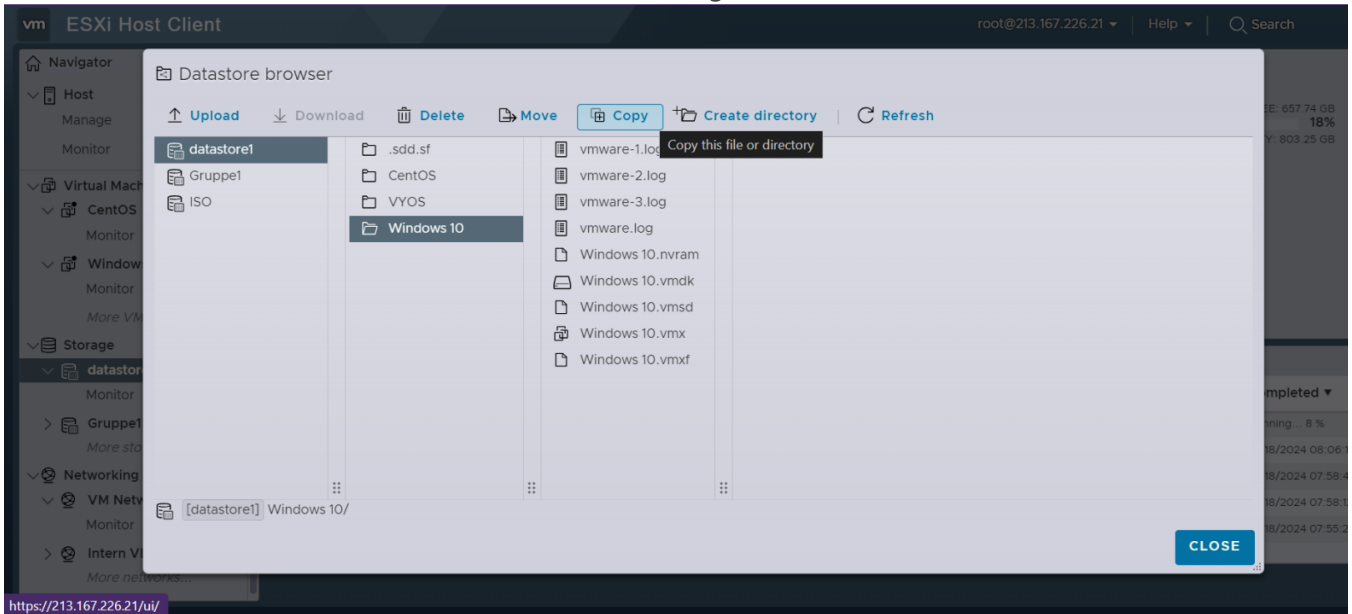 vm ESXi Host Client
root@213.167.226.21 Help Search
Navigator
Host
Manage
Monitor
Virtual Mach
CentOS
Monitor
Window
Monitor
More VM
Storage
datastor
Monitor
Gruppe1
More sto
Networking
VM Netw
Monitor
Intern VI
More networks...
Datastore browser
Upload Download Delete Move Copy Create directory Refresh
Copy this file or directory
datastore1
Gruppe1
ISO
.sdd.sf
CentOS
VYOS
Windows 10
vmware-1.log
vmware-2.log
vmware-3.log
vmware.log
Windows 10.nvram
Windows 10.vmdk
Windows 10.vmsd
Windows 10.vmx
Windows 10.vmxf
[datastore1] Windows 10/
CLOSE
EE: 657.74 GB
18%
Y: 803.25 GB
mpleted
nning... 8 %
18/2024 08:06:1
18/2024 07:58:4
18/2024 07:58:1
18/2024 07:55:2
https://213.167.226.21/ui/